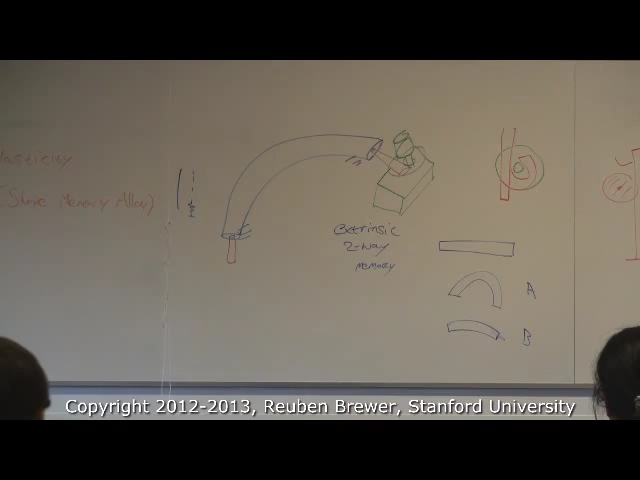 (Shape Memory Alloy)
extrinsic
2-way
memory
A
B
Copyright 2012-2013, Reuben Brewer, Stanford University